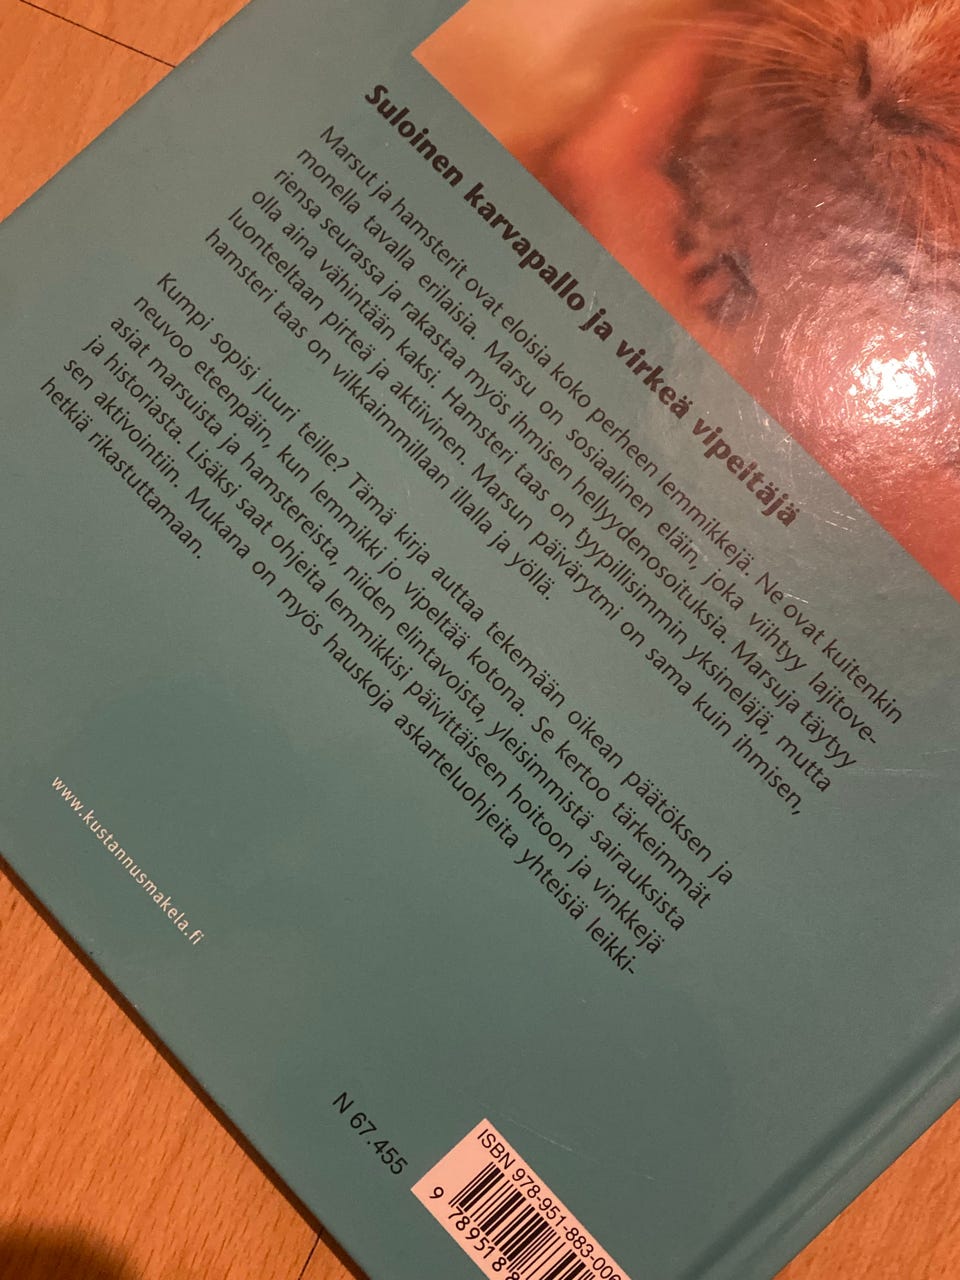 Suloinen karvapallo ja virkeä vipeltäjä
Marsut ja hamsterit ovat eloisia koko perheen lemmikkejä. Ne ovat kuitenkin
monella tavalla erilaisia. Marsu on sosiaalinen eläin, joka viihtyy lajitove-
riensa seurassa ja rakastaa myös ihmisen hellyydenosoituksia. Marsuja täytyy
olla aina vähintään kaksi. Hamsteri taas on tyypillisimmin yksineläjä, mutta
luonteeltaan pirteä ja aktiivinen. Marsun päivärytmi on sama kuin ihmisen,
hamsteri taas on vilkkaimmillaan illalla ja yöllä.
Kumpi sopisi juuri teille? Tämä kirja auttaa tekemään oikean päätöksen ja
neuvoo eteenpäin, kun lemmikki jo vipeltää kotona. Se kertoo tärkeimmät
asiat marsuista ja hamstereista, niiden elintavoista, yleisimmistä sairauksista
ja historiasta. Lisäksi saat ohjeita lemmikkisi päivittäiseen hoitoon ja vinkkejä
sen aktivointiin. Mukana on myös hauskoja askarteluohjeita yhteisiä leikki-
hetkiä rikastuttamaan.
www.kustannusmakela.fi
N 67.455
ISBN 978-951-883-006
9 789518 8